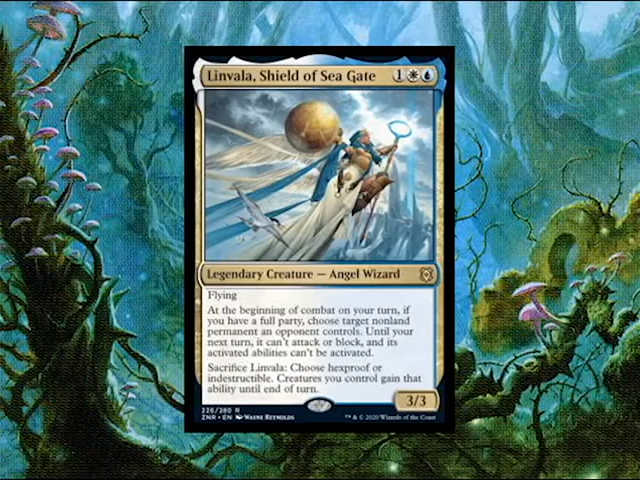 Linvala, Shield of Sea Gate 1
Legendary Creature — Angel Wizard
Flying
At the beginning of combat on your turn, if
you have a full party, choose target nonland
permanent an opponent controls. Until your
next turn, it can't attack or block, and its
activated abilities can't be activated.
Sacrifice Linvala: Choose hexproof or
indestructible. Creatures you control gain that
ability until end of turn.
3/3
226/280 R
ZNR • EN Wayne Reynolds
™ & © 2020 Wizards of the Coast